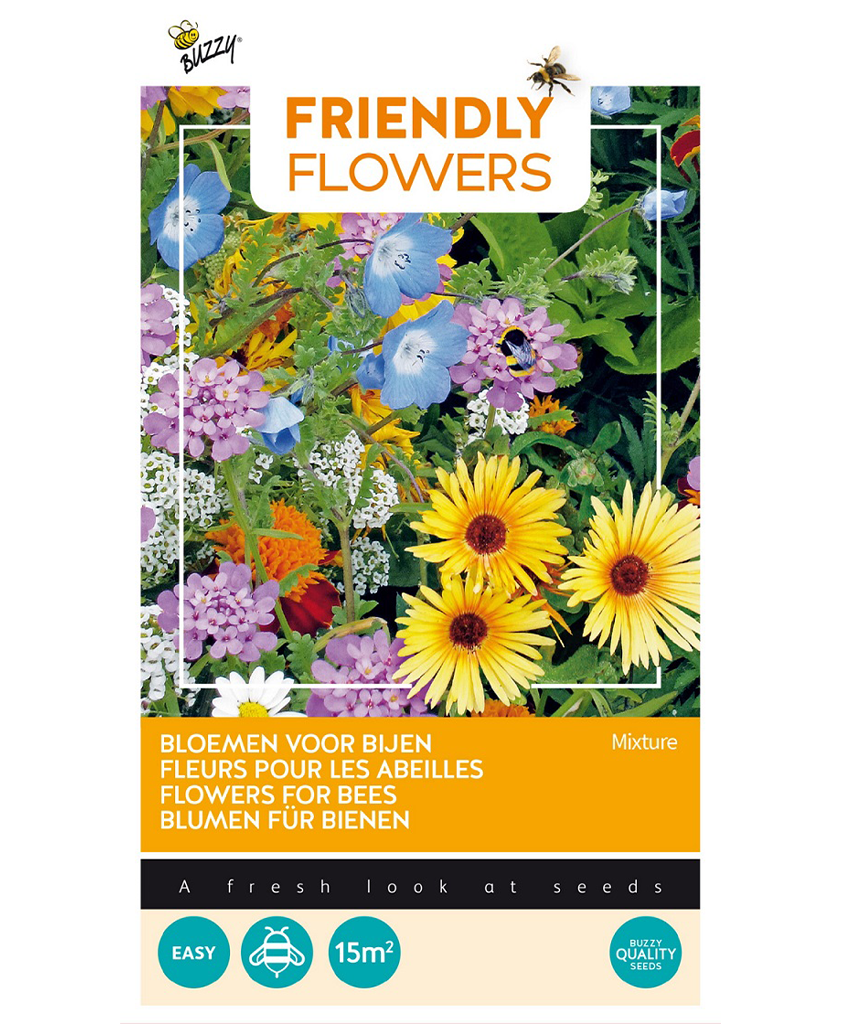 BUZZY®
FRIENDLY
FLOWERS
BLOEMEN VOOR BIJEN
FLEURS POUR LES ABEILLES
FLOWERS FOR BEES
BLUMEN FÜR BIENEN
Mixture
A fresh look at seeds
EASY
15m²
BUZZY
QUALITY
SEEDS